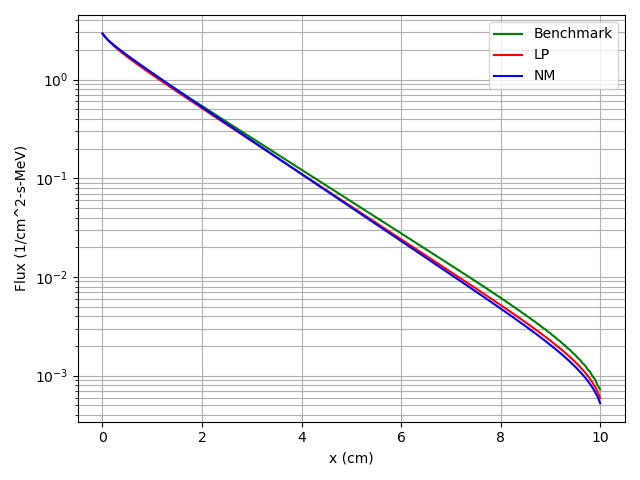 Benchmark
LP
NM
Flux (1/cm^2-s-MeV)
10^0
10^−1
10^−2
10^−3
0 2 4 6 8 10
x (cm)